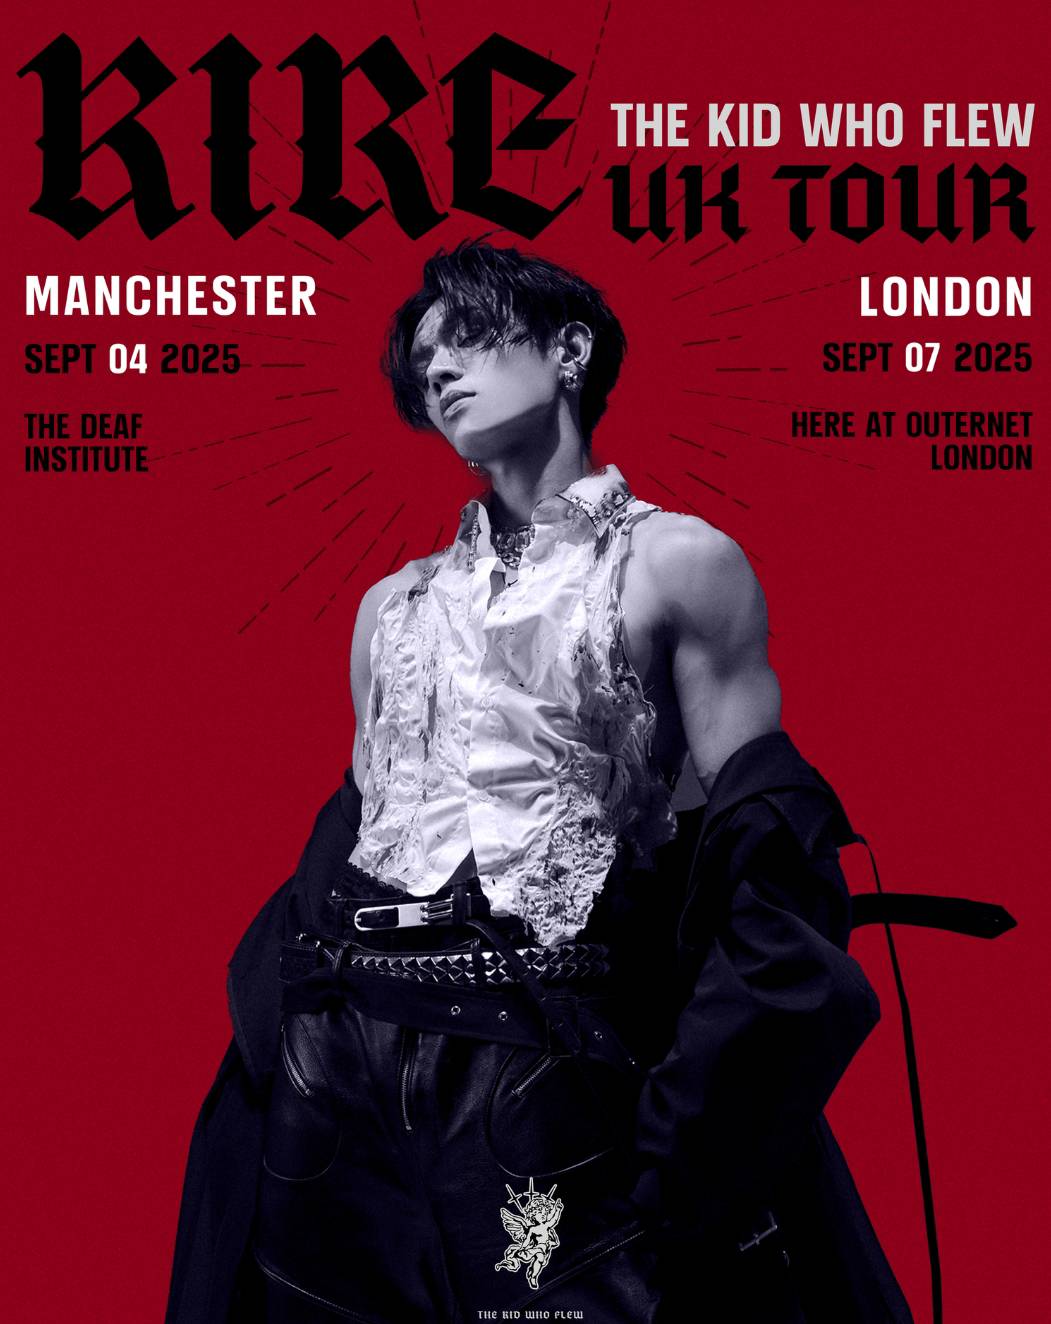 KIRE
THE KID WHO FLEW
UK TOUR
MANCHESTER
SEPT 04 2025
THE DEAF
INSTITUTE
LONDON
SEPT 07 2025
HERE AT OUTERNET
LONDON
THE KID WHO FLEW